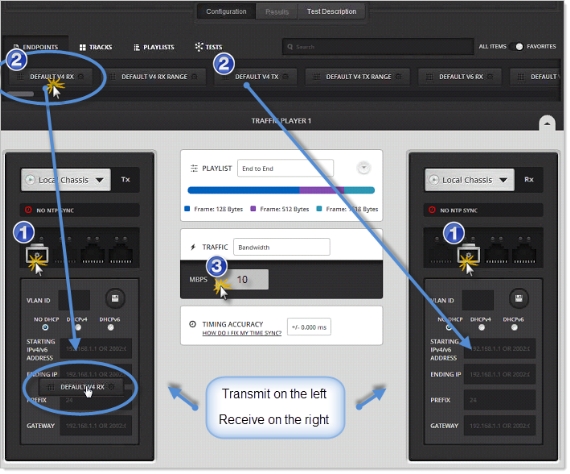 Configuration Results Test Description
ENDPOINTS TRACKS PLAYLISTS TESTS Search ALL ITEMS FAVORITES
2 2
DEFAULT V4 RX DEFAULT V4 RX RANGE DEFAULT V4 TX DEFAULT V4 TX RANGE DEFAULT V6 RX DEFAULT
TRAFFIC PLAYER 1
Local Chassis Tx
NO NTP SYNC
1
VLAN ID
NO DHCP DHCPv4 DHCPv6
STARTING IPv4/v6 ADDRESS 192.168.1.1 OR 2002:
ENDING IP
DEFAULT V4 RX
PREFIX 24
GATEWAY 192.168.1.1 OR 2002:
PLAYLIST End to End
Frame: 128 Bytes Frame: 512 Bytes Frame: 1518 Bytes
TRAFFIC Bandwidth
3
MBPS 10
TIMING ACCURACY +/- 0.000 ms
HOW DO I FIX MY TIME SYNC?
Transmit on the left
Receive on the right
Local Chassis Rx
NO NTP SYNC
1
VLAN ID
NO DHCP DHCPv4 DHCPv6
STARTING IPv4/v6 ADDRESS 192.168.1.1 OR 2002:
ENDING IP 192.168.1.1 OR 2002:
PREFIX 24
GATEWAY 192.168.1.1 OR 2002: